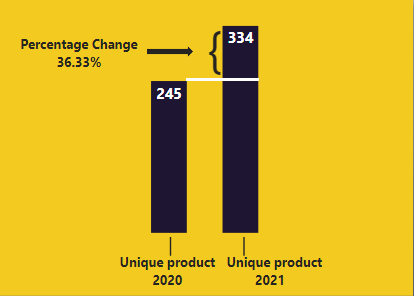 Percentage Change
36.33%
334
245
Unique product
2020
Unique product
2021